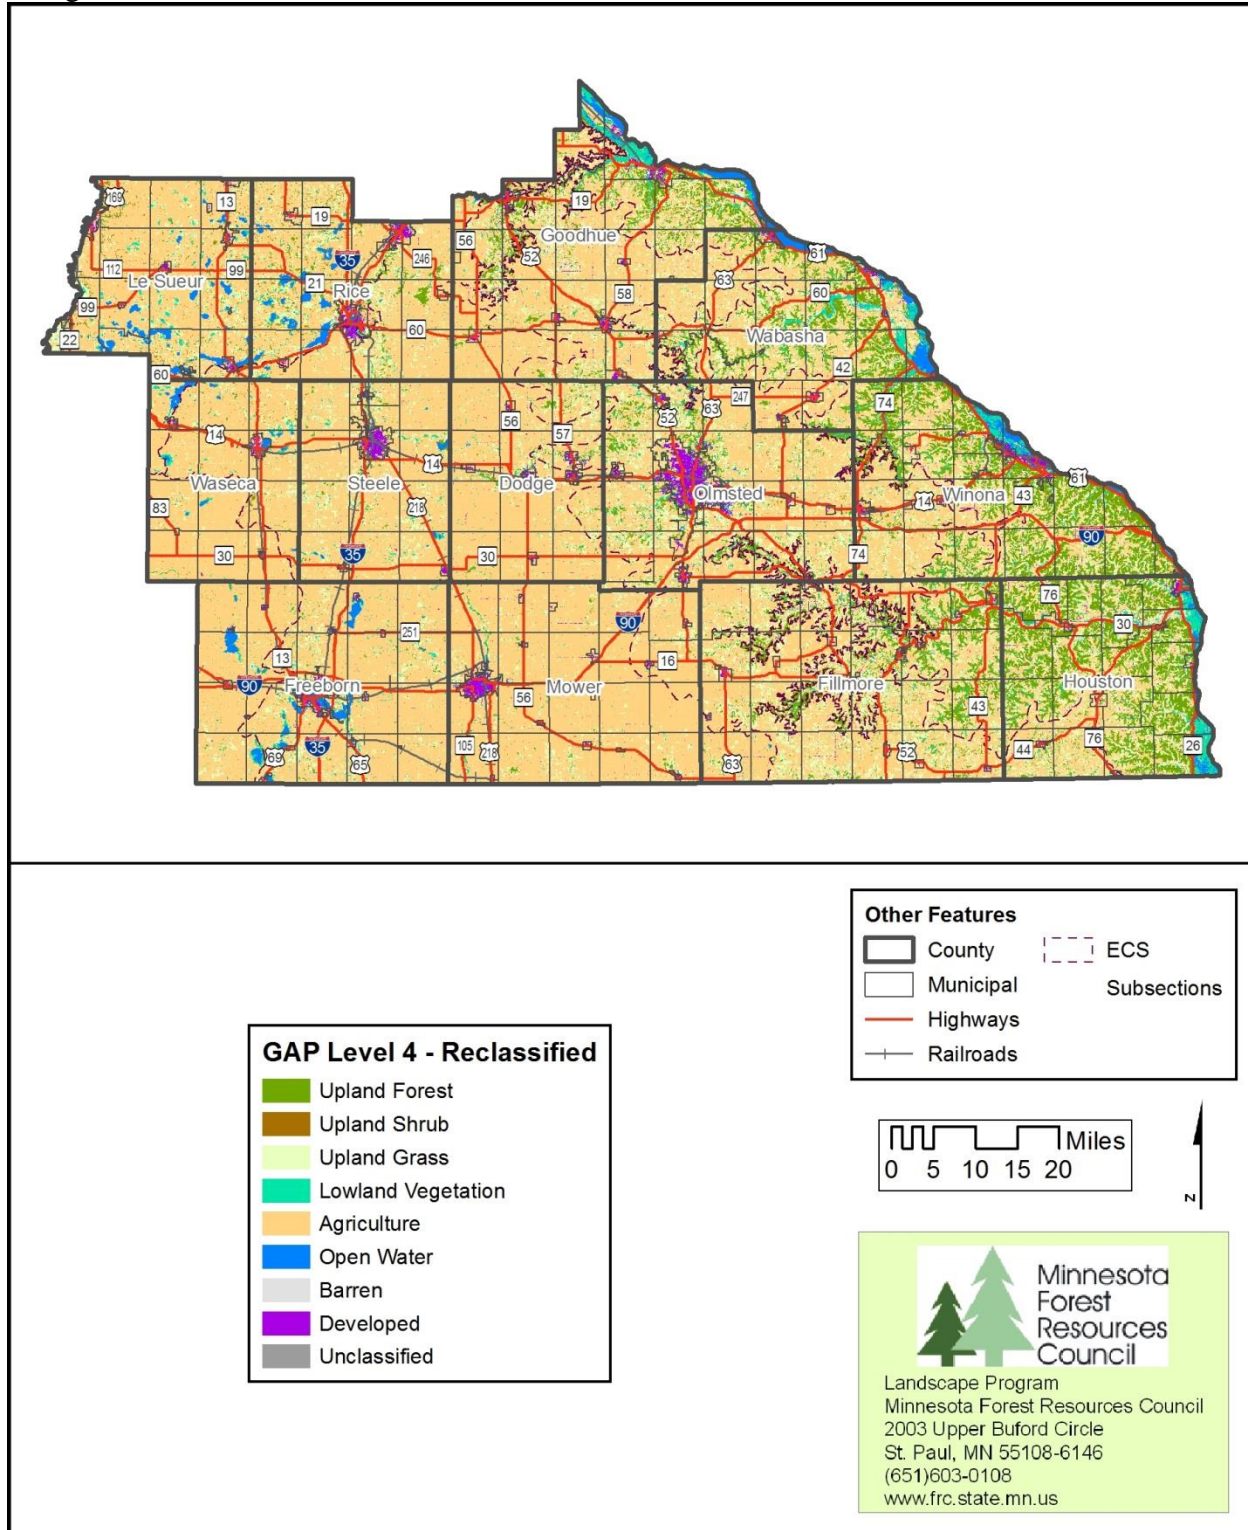 169
13
19
19
56
Goodhue
52
61
112
Le Sueur
99
21
35
Rice
246
63
60
58
99
22
60
Wabasha
60
42
74
247
52
63
56
57
14
14
Waseca
Steele
Dodge
Olmsted
61
43
14
Winona
83
218
90
30
35
30
74
76
90
30
251
13
16
90
Freeborn
Mower
56
Fillmore
Houston
43
35
105
69
65
218
63
52
44
76
26
Other Features
County
ECS
Municipal
Subsections
Highways
Railroads
GAP Level 4 - Reclassified
Upland Forest
Upland Shrub
Upland Grass
Lowland Vegetation
Agriculture
Open Water
Barren
Developed
Unclassified
Miles
0 5 10 15 20
N
Minnesota
Forest
Resources
Council
Landscape Program
Minnesota Forest Resources Council
2003 Upper Buford Circle
St. Paul, MN 55108-6146
(651)603-0108
www.frc.state.mn.us